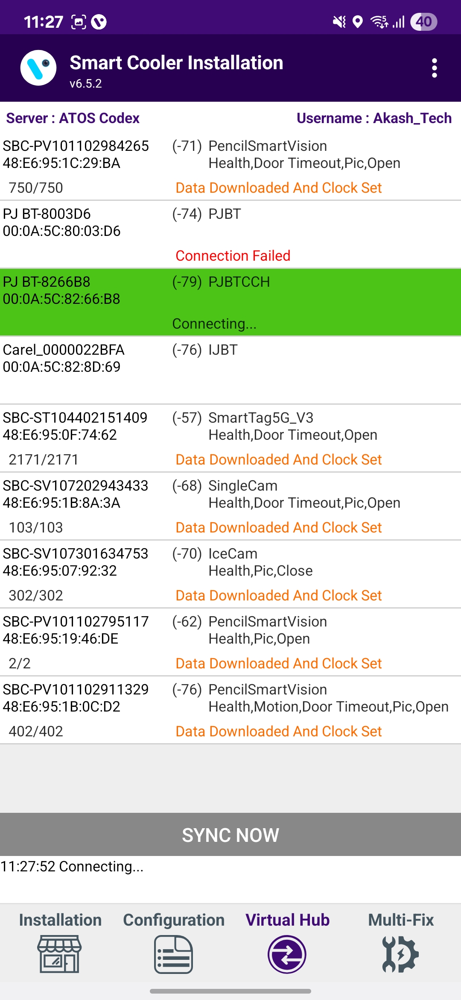 11:27
5
40
Smart Cooler Installation
v6.5.2
Server : ATOS Codex Username : Akash_Tech
SBC-PV101102984265 (-71) PencilSmartVision
48:E6:95:1C:29:BA Health,Door Timeout,Pic,Open
750/750 Data Downloaded And Clock Set
PJ BT-8003D6 (-74) PJBT
00:0A:5C:80:03:D6
Connection Failed
PJ BT-8266B8 (-79) PJBTCCH
00:0A:5C:82:66:B8
Connecting...
Carel_0000022BFA (-76) IJBT
00:0A:5C:82:8D:69
SBC-ST104402151409 (-57) SmartTag5G_V3
48:E6:95:0F:74:62 Health,Door Timeout,Open
2171/2171 Data Downloaded And Clock Set
SBC-SV107202943433 (-68) SingleCam
48:E6:95:1B:8A:3A Health,Door Timeout,Pic,Open
103/103 Data Downloaded And Clock Set
SBC-SV107301634753 (-70) IceCam
48:E6:95:07:92:32 Health,Pic,Close
302/302 Data Downloaded And Clock Set
SBC-PV101102795117 (-62) PencilSmartVision
48:E6:95:19:46:DE Health,Pic,Open
2/2 Data Downloaded And Clock Set
SBC-PV101102911329 (-76) PencilSmartVision
48:E6:95:1B:0C:D2 Health,Motion,Door Timeout,Pic,Open
402/402 Data Downloaded And Clock Set
SYNC NOW
11:27:52 Connecting...
Installation Configuration Virtual Hub Multi-Fix